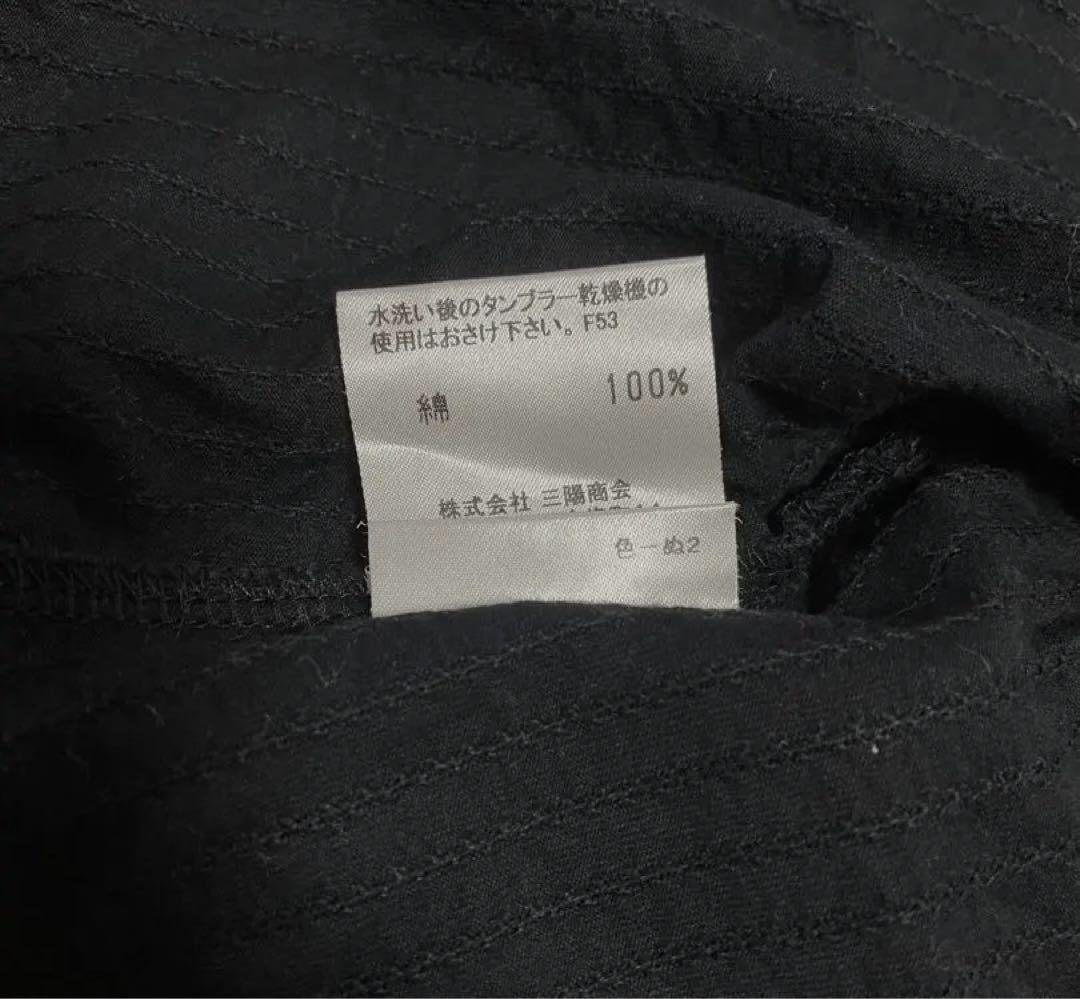 水洗い後のタンブラー乾燥機の
使用はおさけ下さい。F53
綿 100%
株式会社 三陽商会
色ーぬ2